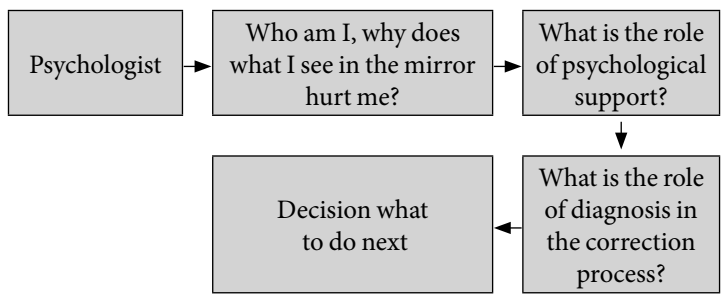 Psychologist
Who am I, why does
what I see in the mirror
hurt me?
What is the role
of psychological
support?
What is the role
of diagnosis in
the correction
process?
Decision what
to do next